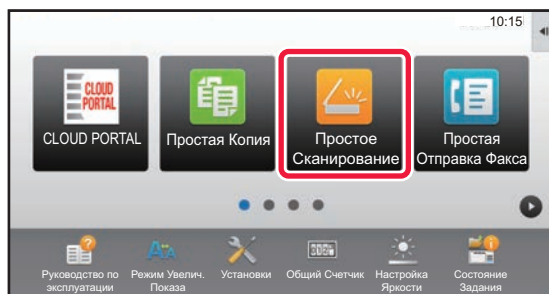 10:15
CLOUD
PORTAL
CLOUD PORTAL
Простая Копия
Простое
Сканирование
Простая
Отправка Факса
Руководство по
эксплуатации
Режим Увелич.
Показа
Установки
Общий Счетчик
Настройка
Яркости
Состояние
Задания